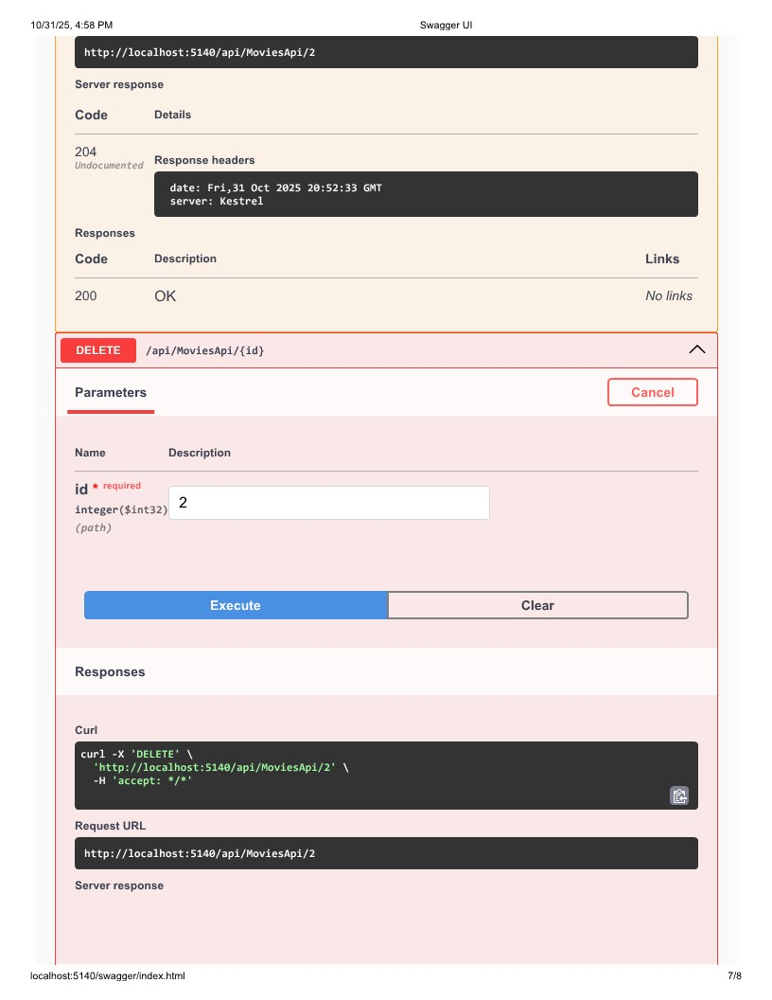 10/31/25, 4:58 PM Swagger UI
http://localhost:5140/api/MoviesApi/2
Server response
Code Details
204
Undocumented
Response headers
date: Fri,31 Oct 2025 20:52:33 GMT
server: Kestrel
Responses
Code Description Links
200 OK No links
DELETE /api/MoviesApi/{id}
Parameters Cancel
Name Description
id * required
integer($int32)
(path)
2
Execute Clear
Responses
Curl
curl -X 'DELETE' \
'http://localhost:5140/api/MoviesApi/2' \
-H 'accept: */*'
Request URL
http://localhost:5140/api/MoviesApi/2
Server response
localhost:5140/swagger/index.html 7/8